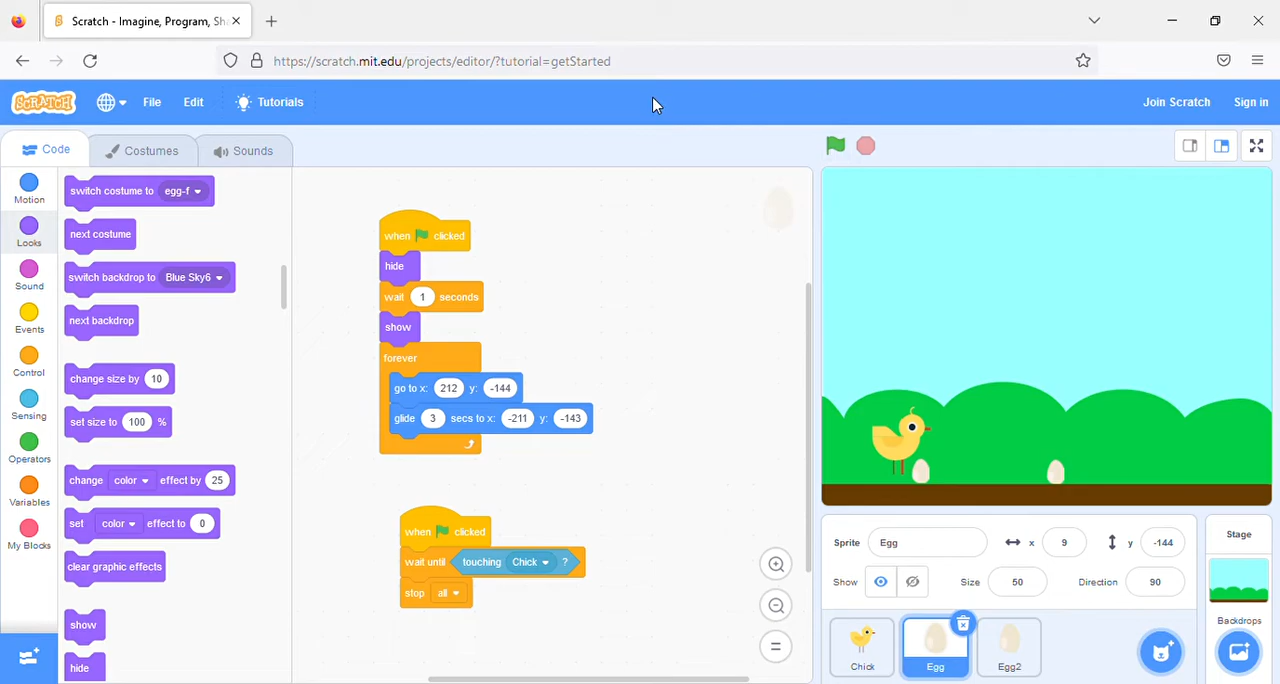 Scratch - Imagine, Program, Sh
https://scratch.mit.edu/projects/editor/?tutorial=getStarted
SCRATCH
File
Edit
Tutorials
Join Scratch
Sign in
Code
Costumes
Sounds
Motion
Looks
Sound
Events
Control
Sensing
Operators
Variables
My Blocks
switch costume to egg-f
next costume
switch backdrop to Blue Sky6
next backdrop
change size by 10
set size to 100 %
change color effect by 25
set color effect to 0
clear graphic effects
show
hide
when clicked
hide
wait 1 seconds
show
forever
go to x: 212 y: -144
glide 3 secs to x: -211 y: -143
when clicked
wait until touching Chick ?
stop all
Sprite Egg x 9 y -144
Show Size 50 Direction 90
Chick
Egg
Egg2
Stage
Backdrops